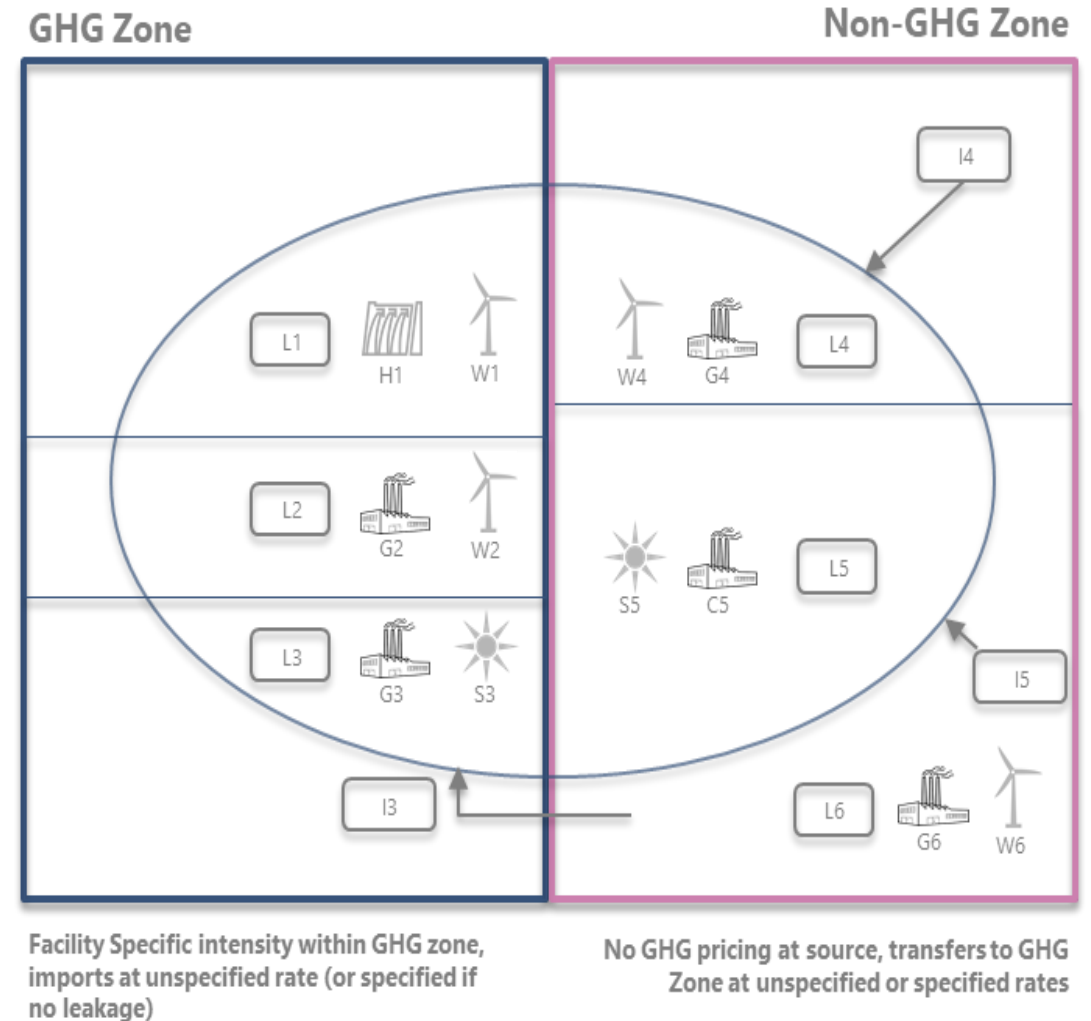 GHG Zone
Non-GHG Zone
I4
L1
H1
W1
W4
G4
L4
L2
G2
W2
S5
C5
L5
L3
G3
S3
I5
I3
L6
G6
W6
Facility Specific intensity within GHG zone,
imports at unspecified rate (or specified if
no leakage)
No GHG pricing at source, transfers to GHG
Zone at unspecified or specified rates